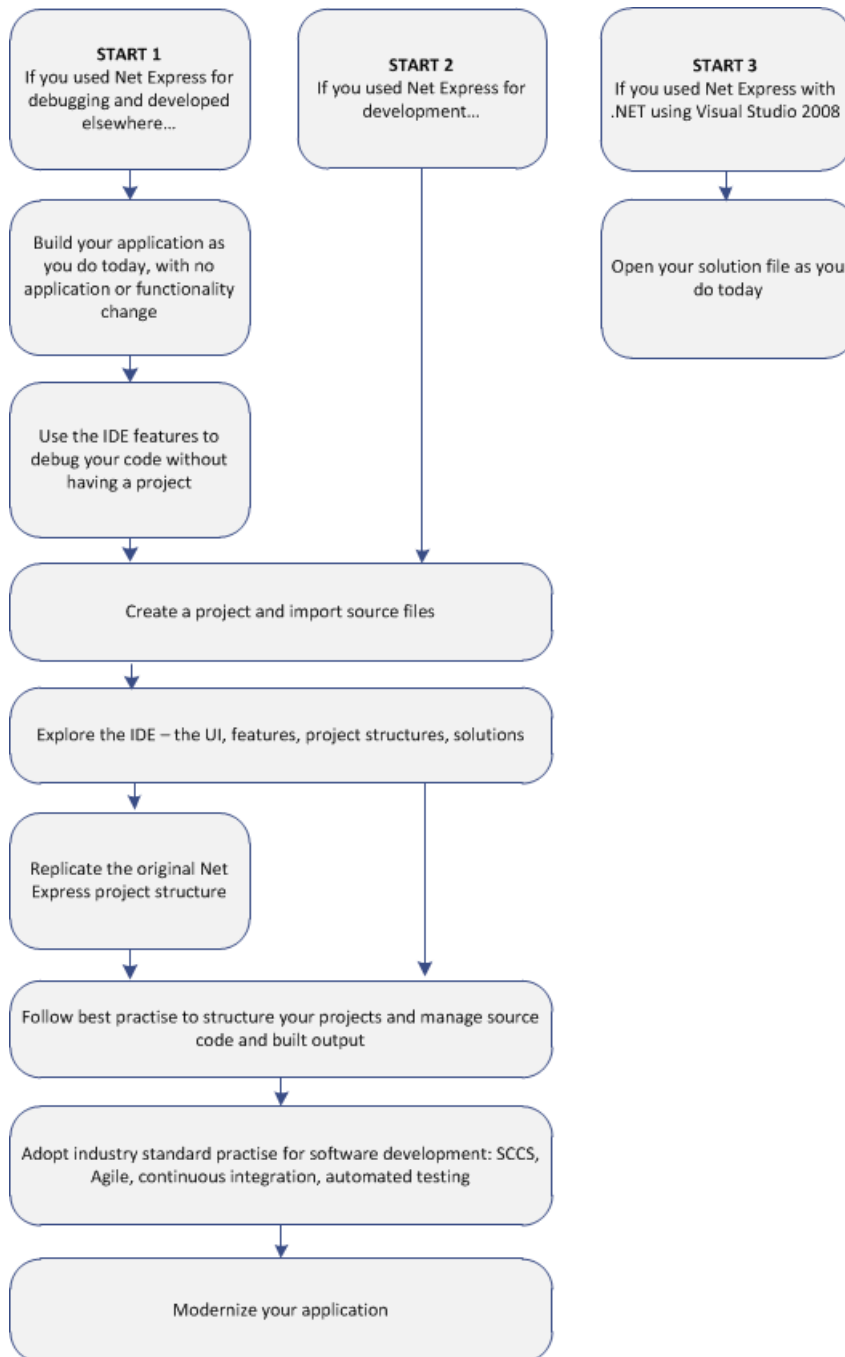 START 1
If you used Net Express for
debugging and developed
elsewhere...
START 2
If you used Net Express for
development...
START 3
If you used Net Express with
.NET using Visual Studio 2008
Build your application as
you do today, with no
application or functionality
change
Open your solution file as you
do today
Use the IDE features to
debug your code without
having a project
Create a project and import source files
Explore the IDE – the UI, features, project structures, solutions
Replicate the original Net
Express project structure
Follow best practise to structure your projects and manage source
code and built output
Adopt industry standard practise for software development: SCCS,
Agile, continuous integration, automated testing
Modernize your application